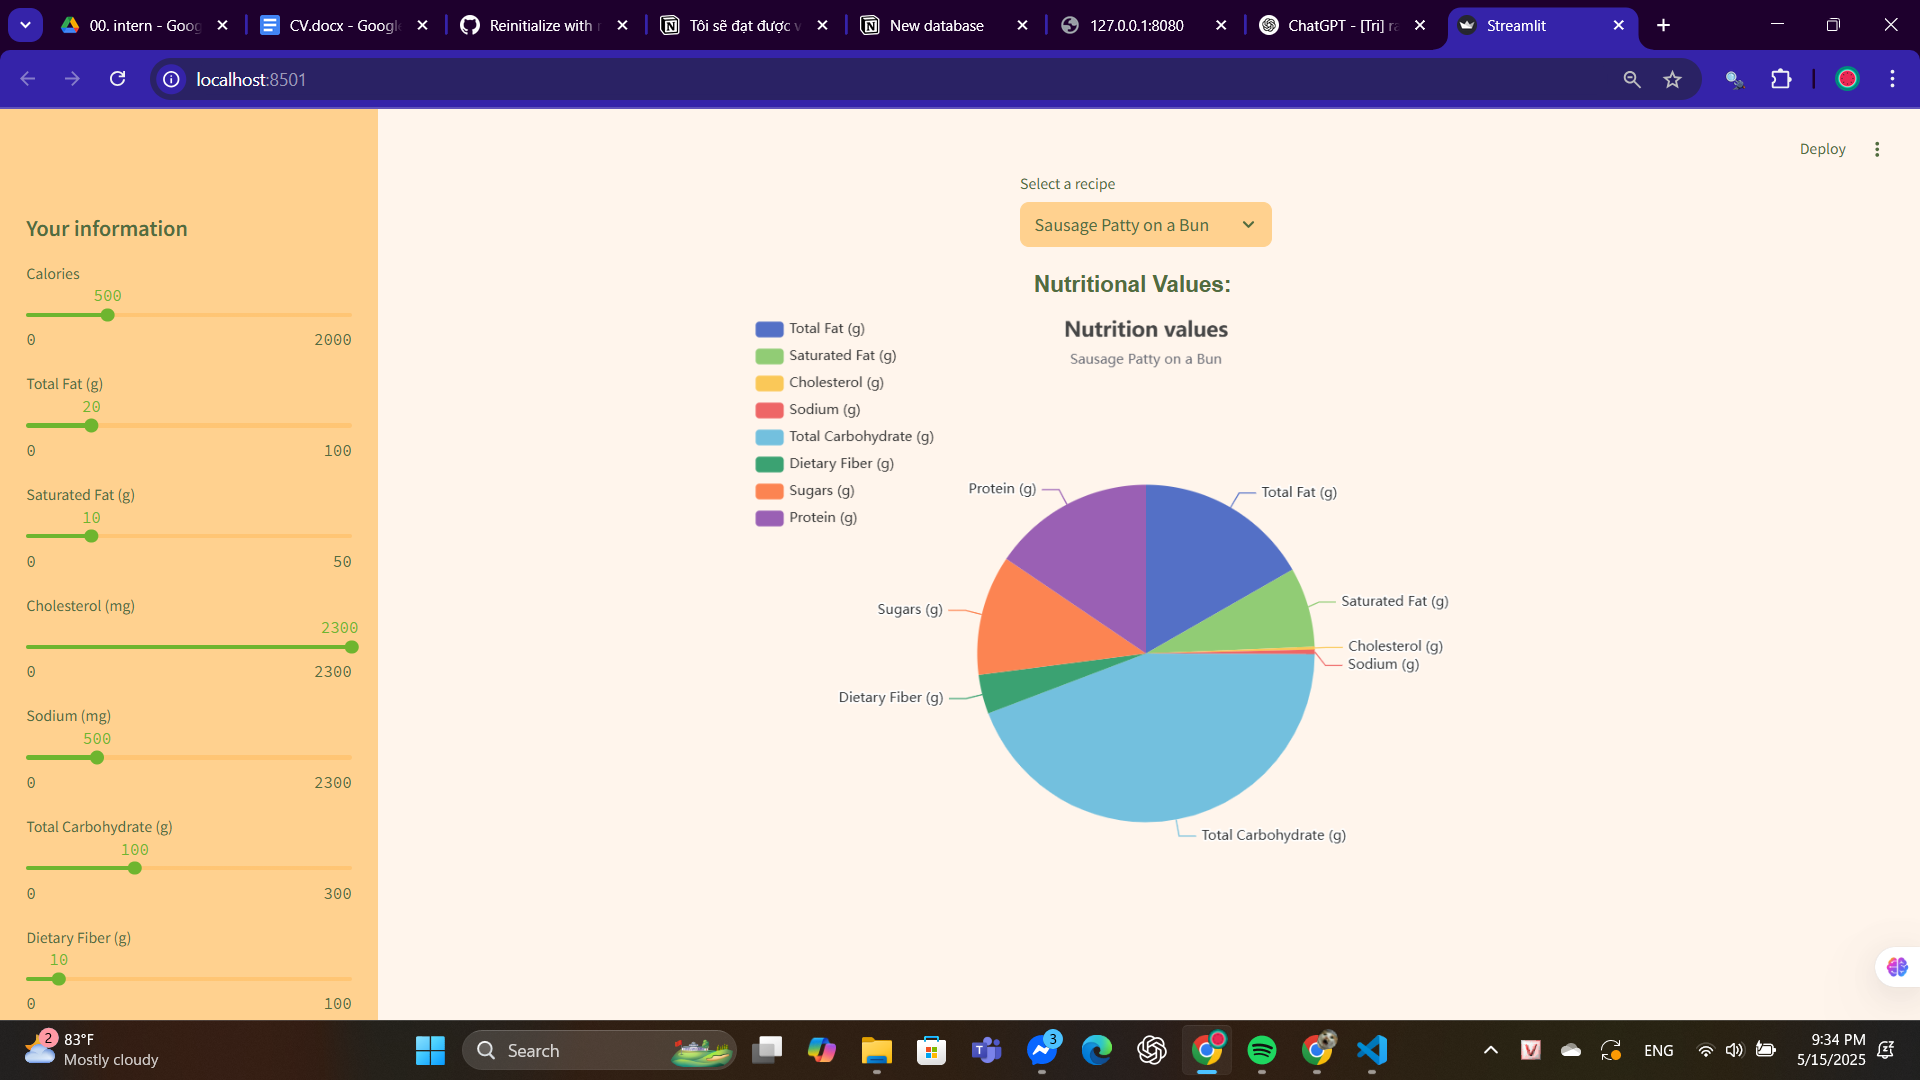 00. intern - Goog
CV.docx - Google
Reinitialize with r
Tôi sẽ đạt được v
New database
127.0.0.1:8080
ChatGPT - [Tri] ra
Streamlit
localhost:8501
Deploy
Your information
Calories
500
0 2000
Total Fat (g)
20
0 100
Saturated Fat (g)
10
0 50
Cholesterol (mg)
2300
0 2300
Sodium (mg)
500
0 2300
Total Carbohydrate (g)
100
0 300
Dietary Fiber (g)
10
0 100
Select a recipe
Sausage Patty on a Bun
Nutritional Values:
Nutrition values
Sausage Patty on a Bun
Total Fat (g)
Saturated Fat (g)
Cholesterol (g)
Sodium (g)
Total Carbohydrate (g)
Dietary Fiber (g)
Sugars (g)
Protein (g)
Protein (g)
Total Fat (g)
Saturated Fat (g)
Sugars (g)
Cholesterol (g)
Sodium (g)
Dietary Fiber (g)
Total Carbohydrate (g)
2
83°F
Mostly cloudy
Search
3
V
ENG
9:34 PM
5/15/2025